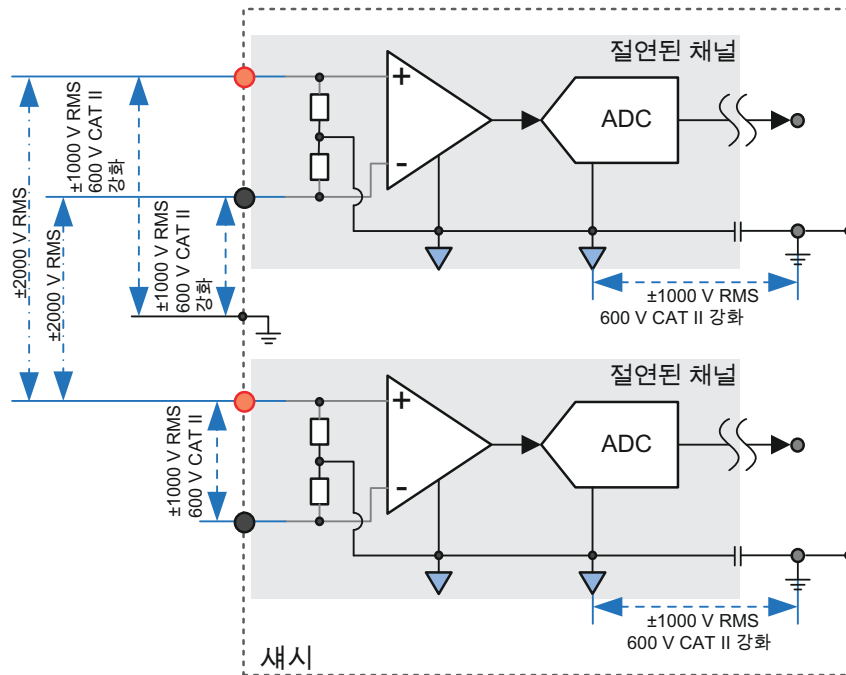 절연된 채널
+
-
ADC
±2000 V RMS
±1000 V RMS
600 V CAT II
강화
±2000 V RMS
±1000 V RMS
600 V CAT II
강화
±1000 V RMS
600 V CAT II 강화
절연된 채널
+
-
ADC
±1000 V RMS
600 V CAT II
±1000 V RMS
600 V CAT II 강화
섀시